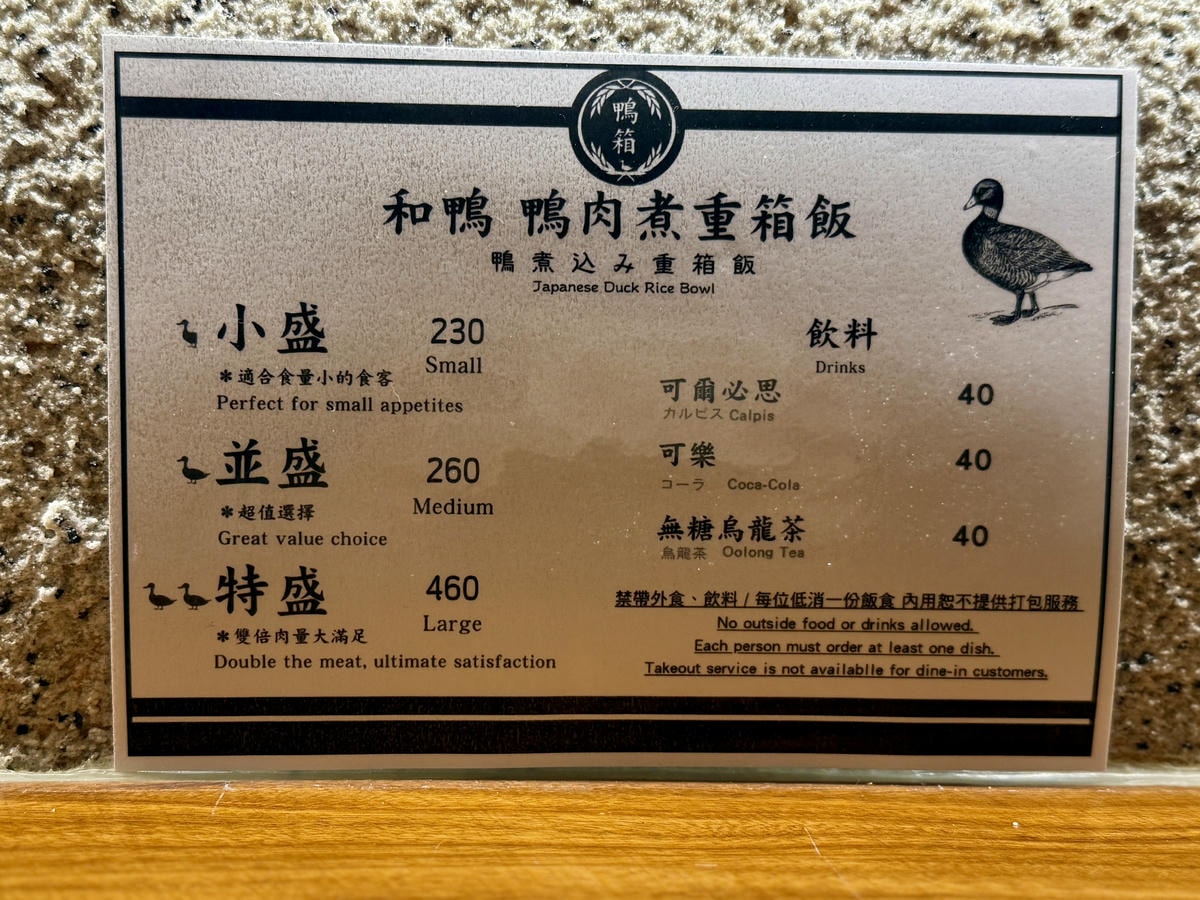 鴨
箱
和鴨 鴨肉煮重箱飯
鴨煮込み重箱飯
Japanese Duck Rice Bowl
小盛 230
Small
＊適合食量小的食客
Perfect for small appetites
並盛 260
Medium
＊超值選擇
Great value choice
特盛 460
Large
＊雙倍肉量大滿足
Double the meat, ultimate satisfaction
飲料
Drinks
可爾必思 40
カルピス Calpis
可樂 40
コーラ Coca-Cola
無糖烏龍茶 40
烏龍茶 Oolong Tea
禁帶外食、飲料 / 每位低消一份飯食 內用恕不提供打包服務
No outside food or drinks allowed.
Each person must order at least one dish.
Takeout service is not availablle for dine-in customers.